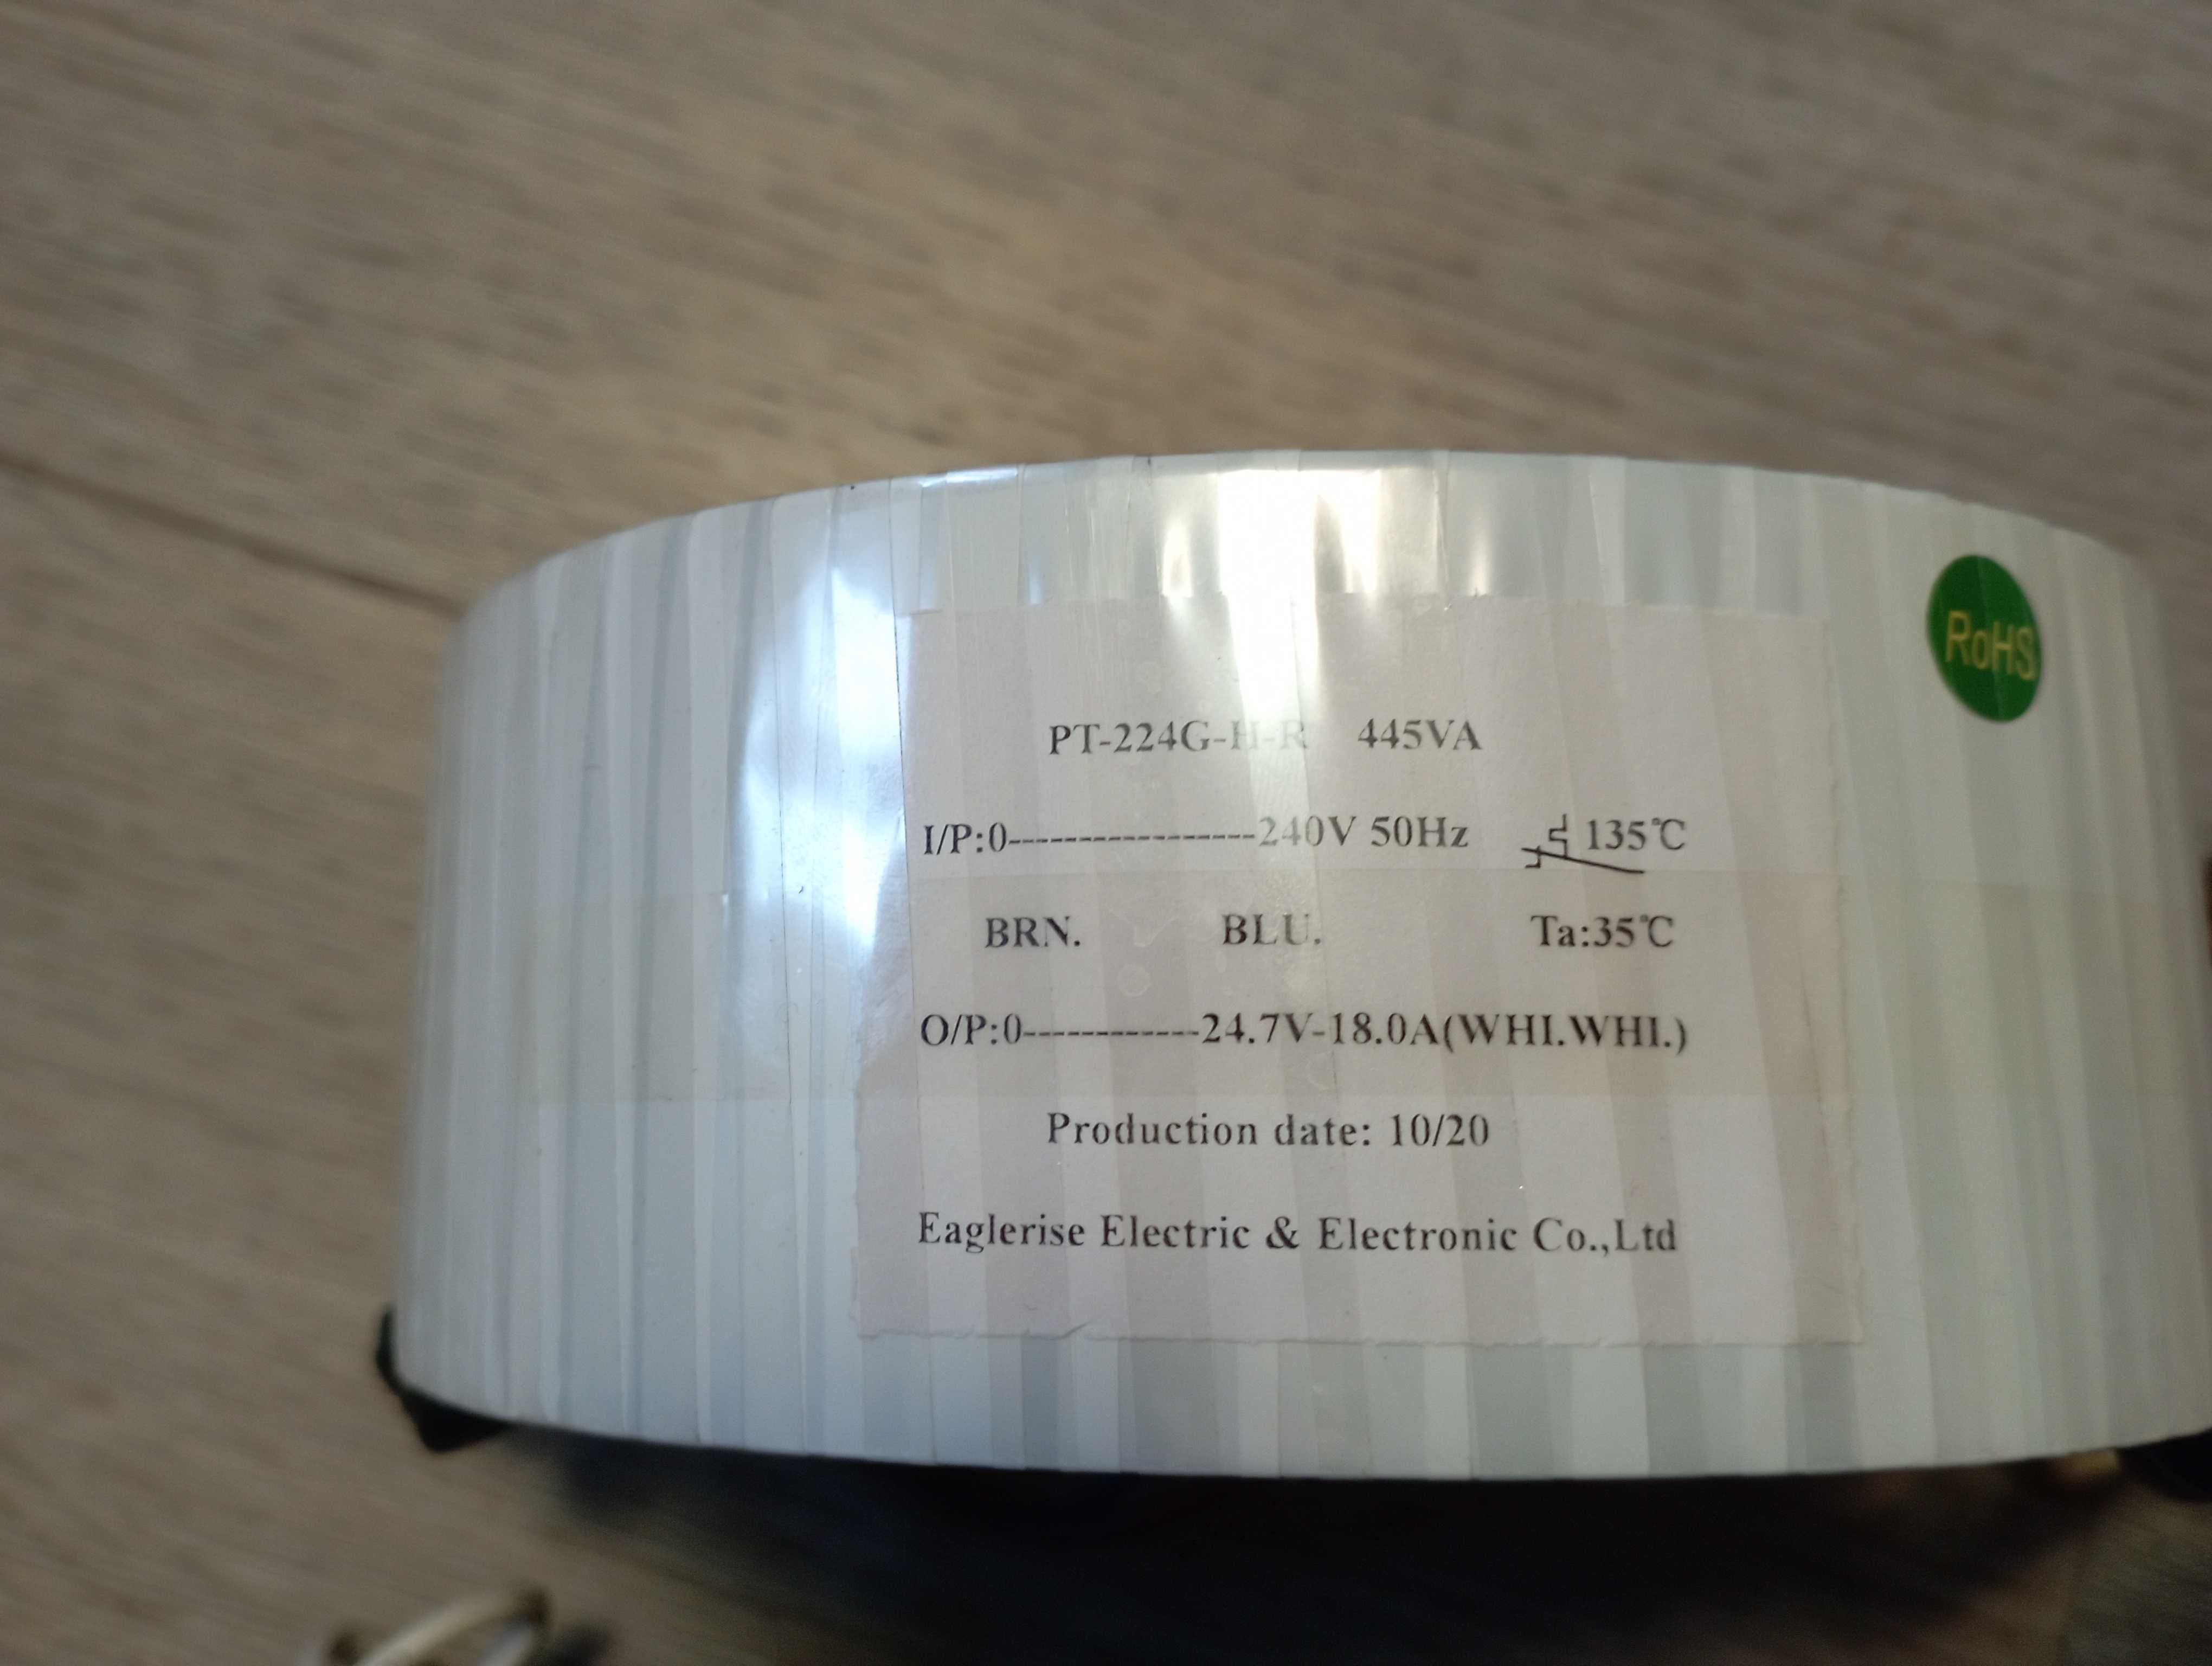 RoHS
PT-224G-H-R 445VA
I/P:0-----------------240V 50Hz 135℃
BRN. BLU. Ta:35℃
O/P:0------------24.7V-18.0A(WHI.WHI.)
Production date: 10/20
Eaglerise Electric & Electronic Co.,Ltd